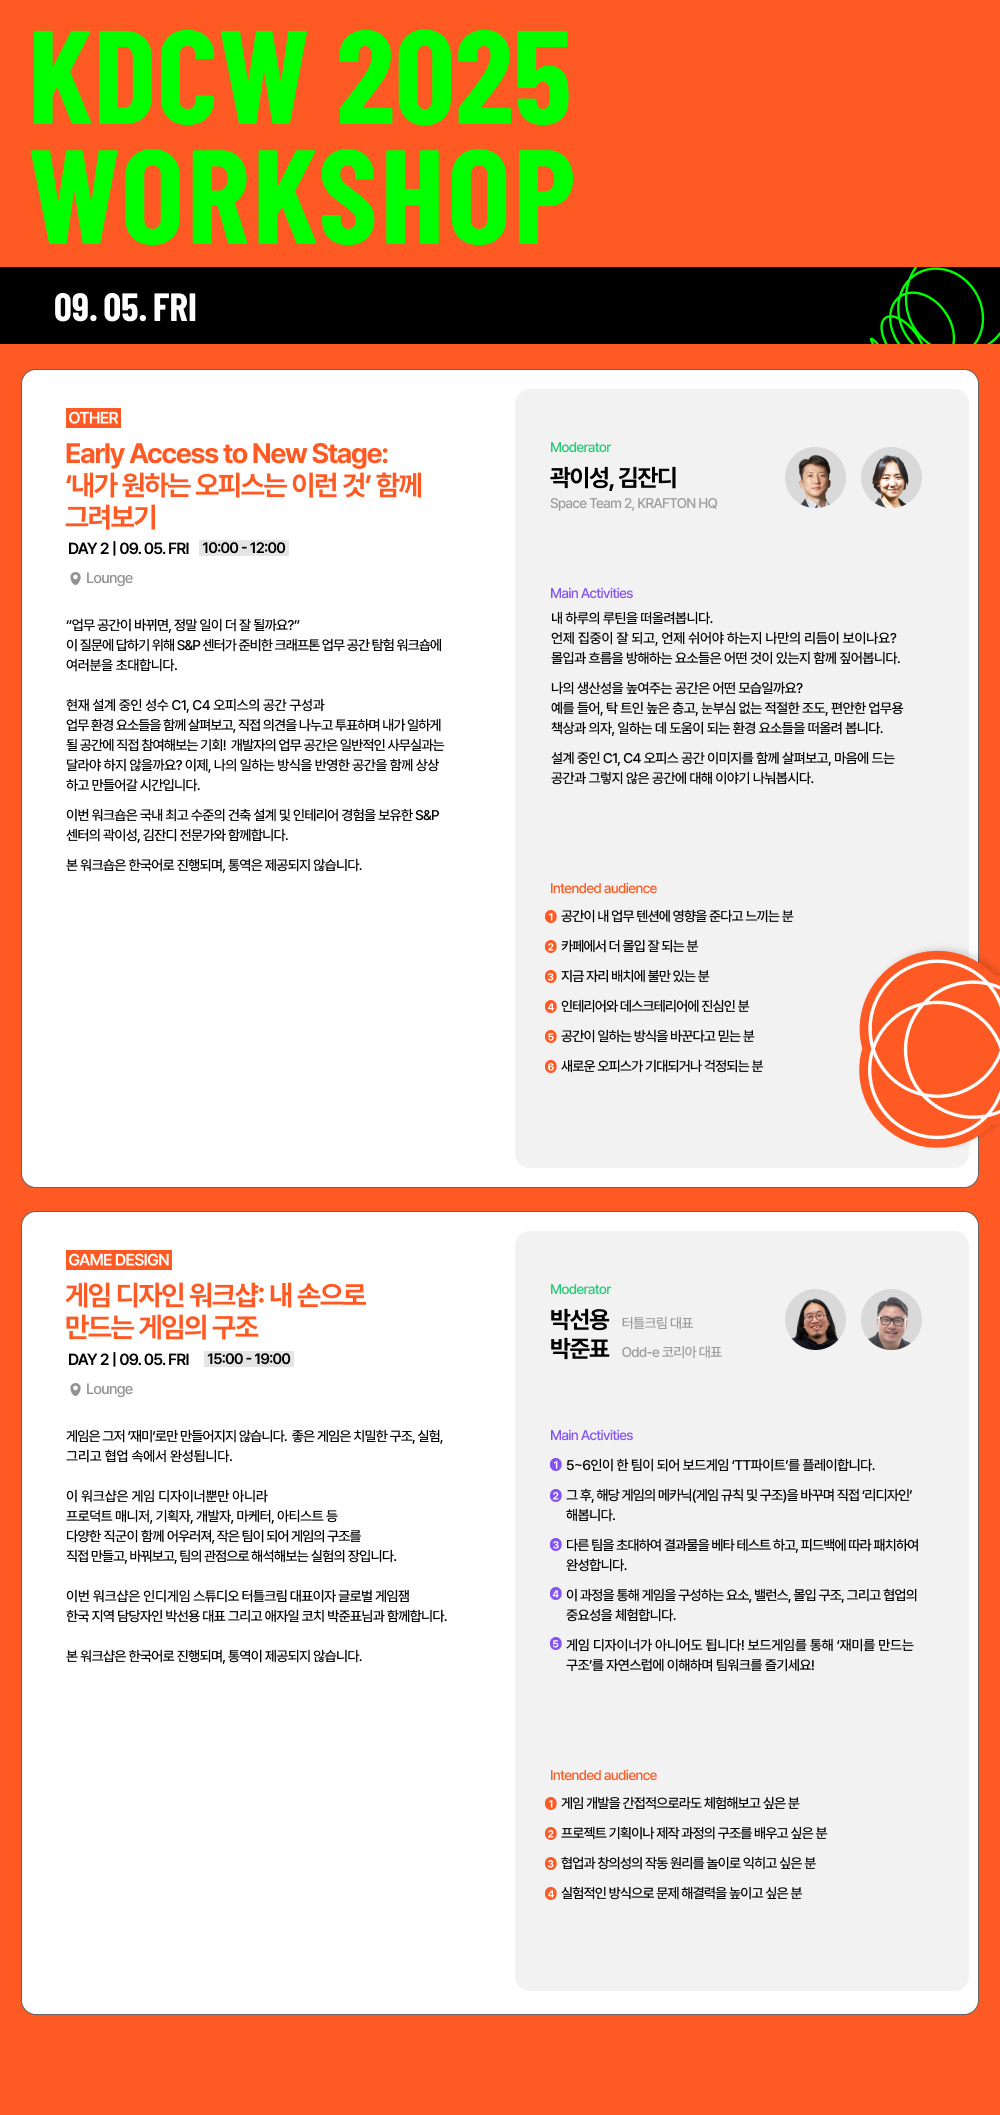 KDCW 2025
WORKSHOP
09. 05. FRI
OTHER
Early Access to New Stage:
‘내가 원하는 오피스는 이런 것’ 함께
그려보기
DAY 2 | 09. 05. FRI 10:00 - 12:00
Lounge
“업무 공간이 바뀌면, 정말 일이 더 잘 될까요?”
이 질문에 답하기 위해 S&P 센터가 준비한 크래프톤 업무 공간 탐험 워크숍에
여러분을 초대합니다.
현재 설계 중인 성수 C1, C4 오피스의 공간 구성과
업무 환경 요소들을 함께 살펴보고, 직접 의견을 나누고 투표하며 내가 일하게
될 공간에 직접 참여해보는 기회! 개발자의 업무 공간은 일반적인 사무실과는
달라야 하지 않을까요? 이제, 나의 일하는 방식을 반영한 공간을 함께 상상
하고 만들어갈 시간입니다.
이번 워크숍은 국내 최고 수준의 건축 설계 및 인테리어 경험을 보유한 S&P
센터의 곽이성, 김잔디 전문가와 함께합니다.
본 워크숍은 한국어로 진행되며, 통역은 제공되지 않습니다.
Moderator
곽이성, 김잔디
Space Team 2, KRAFTON HQ
Main Activities
내 하루의 루틴을 떠올려봅니다.
언제 집중이 잘 되고, 언제 쉬어야 하는지 나만의 리듬이 보이나요?
몰입과 흐름을 방해하는 요소들은 어떤 것이 있는지 함께 짚어봅니다.
나의 생산성을 높여주는 공간은 어떤 모습일까요?
예를 들어, 탁 트인 높은 층고, 눈부심 없는 적절한 조도, 편안한 업무용
책상과 의자, 일하는 데 도움이 되는 환경 요소들을 떠올려 봅니다.
설계 중인 C1, C4 오피스 공간 이미지를 함께 살펴보고, 마음에 드는
공간과 그렇지 않은 공간에 대해 이야기 나눠봅시다.
Intended audience
1 공간이 내 업무 텐션에 영향을 준다고 느끼는 분
2 카페에서 더 몰입 잘 되는 분
3 지금 자리 배치에 불만 있는 분
4 인테리어와 데스크테리어에 진심인 분
5 공간이 일하는 방식을 바꾼다고 믿는 분
6 새로운 오피스가 기대되거나 걱정되는 분
GAME DESIGN
게임 디자인 워크샵: 내 손으로
만드는 게임의 구조
DAY 2 | 09. 05. FRI 15:00 - 19:00
Lounge
게임은 그저 ‘재미’로만 만들어지지 않습니다. 좋은 게임은 치밀한 구조, 실험,
그리고 협업 속에서 완성됩니다.
이 워크샵은 게임 디자이너뿐만 아니라
프로덕트 매니저, 기획자, 개발자, 마케터, 아티스트 등
다양한 직군이 함께 어우러져, 작은 팀이 되어 게임의 구조를
직접 만들고, 바꿔보고, 팀의 관점으로 해석해보는 실험의 장입니다.
이번 워크샵은 인디게임 스튜디오 터틀크림 대표이자 글로벌 게임잼
한국 지역 담당자인 박선용 대표 그리고 애자일 코치 박준표님과 함께합니다.
본 워크샵은 한국어로 진행되며, 통역이 제공되지 않습니다.
Moderator
박선용 터틀크림 대표
박준표 Odd-e 코리아 대표
Main Activities
1 5~6인이 한 팀이 되어 보드게임 ‘TT파이트’를 플레이합니다.
2 그 후, 해당 게임의 메카닉(게임 규칙 및 구조)을 바꾸며 직접 ‘리디자인’
해봅니다.
3 다른 팀을 초대하여 결과물을 베타 테스트 하고, 피드백에 따라 패치하여
완성합니다.
4 이 과정을 통해 게임을 구성하는 요소, 밸런스, 몰입 구조, 그리고 협업의
중요성을 체험합니다.
5 게임 디자이너가 아니어도 됩니다! 보드게임를 통해 ‘재미를 만드는
구조’를 자연스럽에 이해하며 팀워크를 즐기세요!
Intended audience
1 게임 개발을 간접적으로라도 체험해보고 싶은 분
2 프로젝트 기획이나 제작 과정의 구조를 배우고 싶은 분
3 협업과 창의성의 작동 원리를 놀이로 익히고 싶은 분
4 실험적인 방식으로 문제 해결력을 높이고 싶은 분